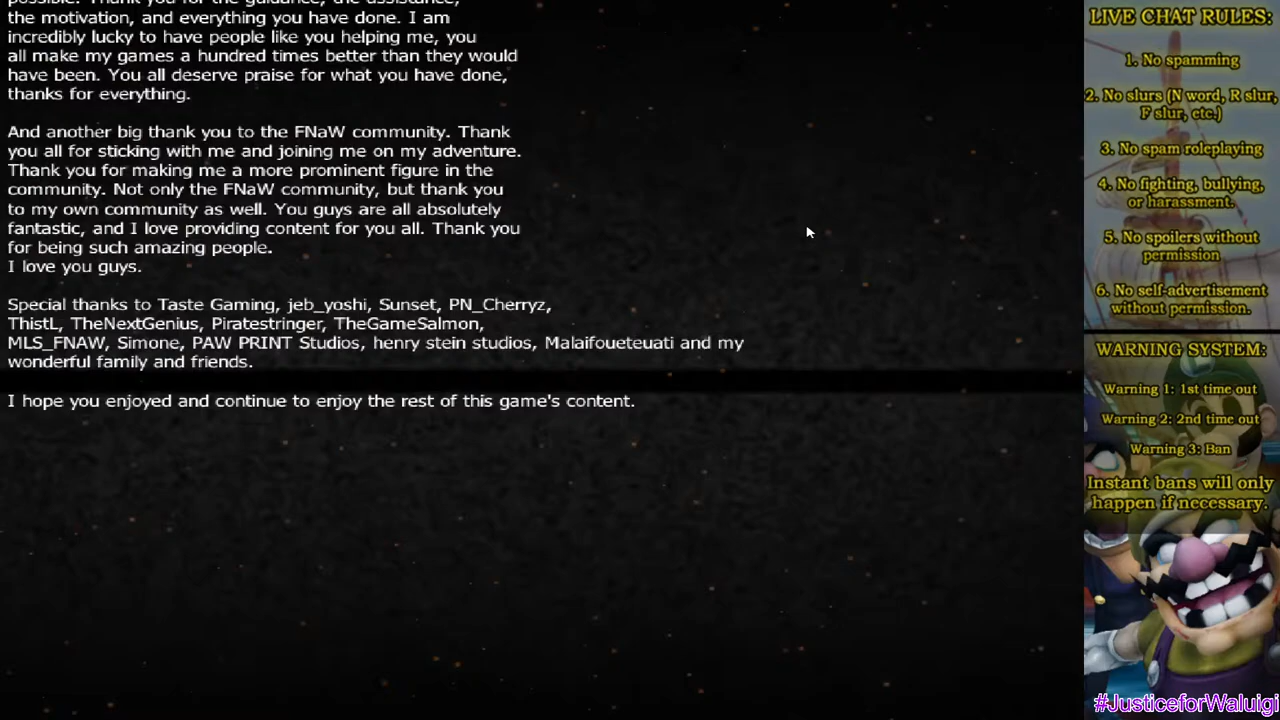 possible. Thank you for the guidance, the assistance,
the motivation, and everything you have done. I am
incredibly lucky to have people like you helping me, you
all make my games a hundred times better than they would
have been. You all deserve praise for what you have done,
thanks for everything.
And another big thank you to the FNaW community. Thank
you all for sticking with me and joining me on my adventure.
Thank you for making me a more prominent figure in the
community. Not only the FNaW community, but thank you
to my own community as well. You guys are all absolutely
fantastic, and I love providing content for you all. Thank you
for being such amazing people.
I love you guys.
Special thanks to Taste Gaming, jeb_yoshi, Sunset, PN_Cherryz,
ThistL, TheNextGenius, Piratestringer, TheGameSalmon,
MLS_FNAW, Simone, PAW PRINT Studios, henry stein studios, Malaifoueteuati and my
wonderful family and friends.
I hope you enjoyed and continue to enjoy the rest of this game's content.
LIVE CHAT RULES:
1. No spamming
2. No slurs (N word, R slur,
F slur, etc.)
3. No spam roleplaying
4. No fighting, bullying,
or harassment.
5. No spoilers without
permission
6. No self-advertisement
without permission.
WARNING SYSTEM:
Warning 1: 1st time out
Warning 2: 2nd time out
Warning 3: Ban
Instant bans will only
happen if necessary.
#JusticeforWaluigi